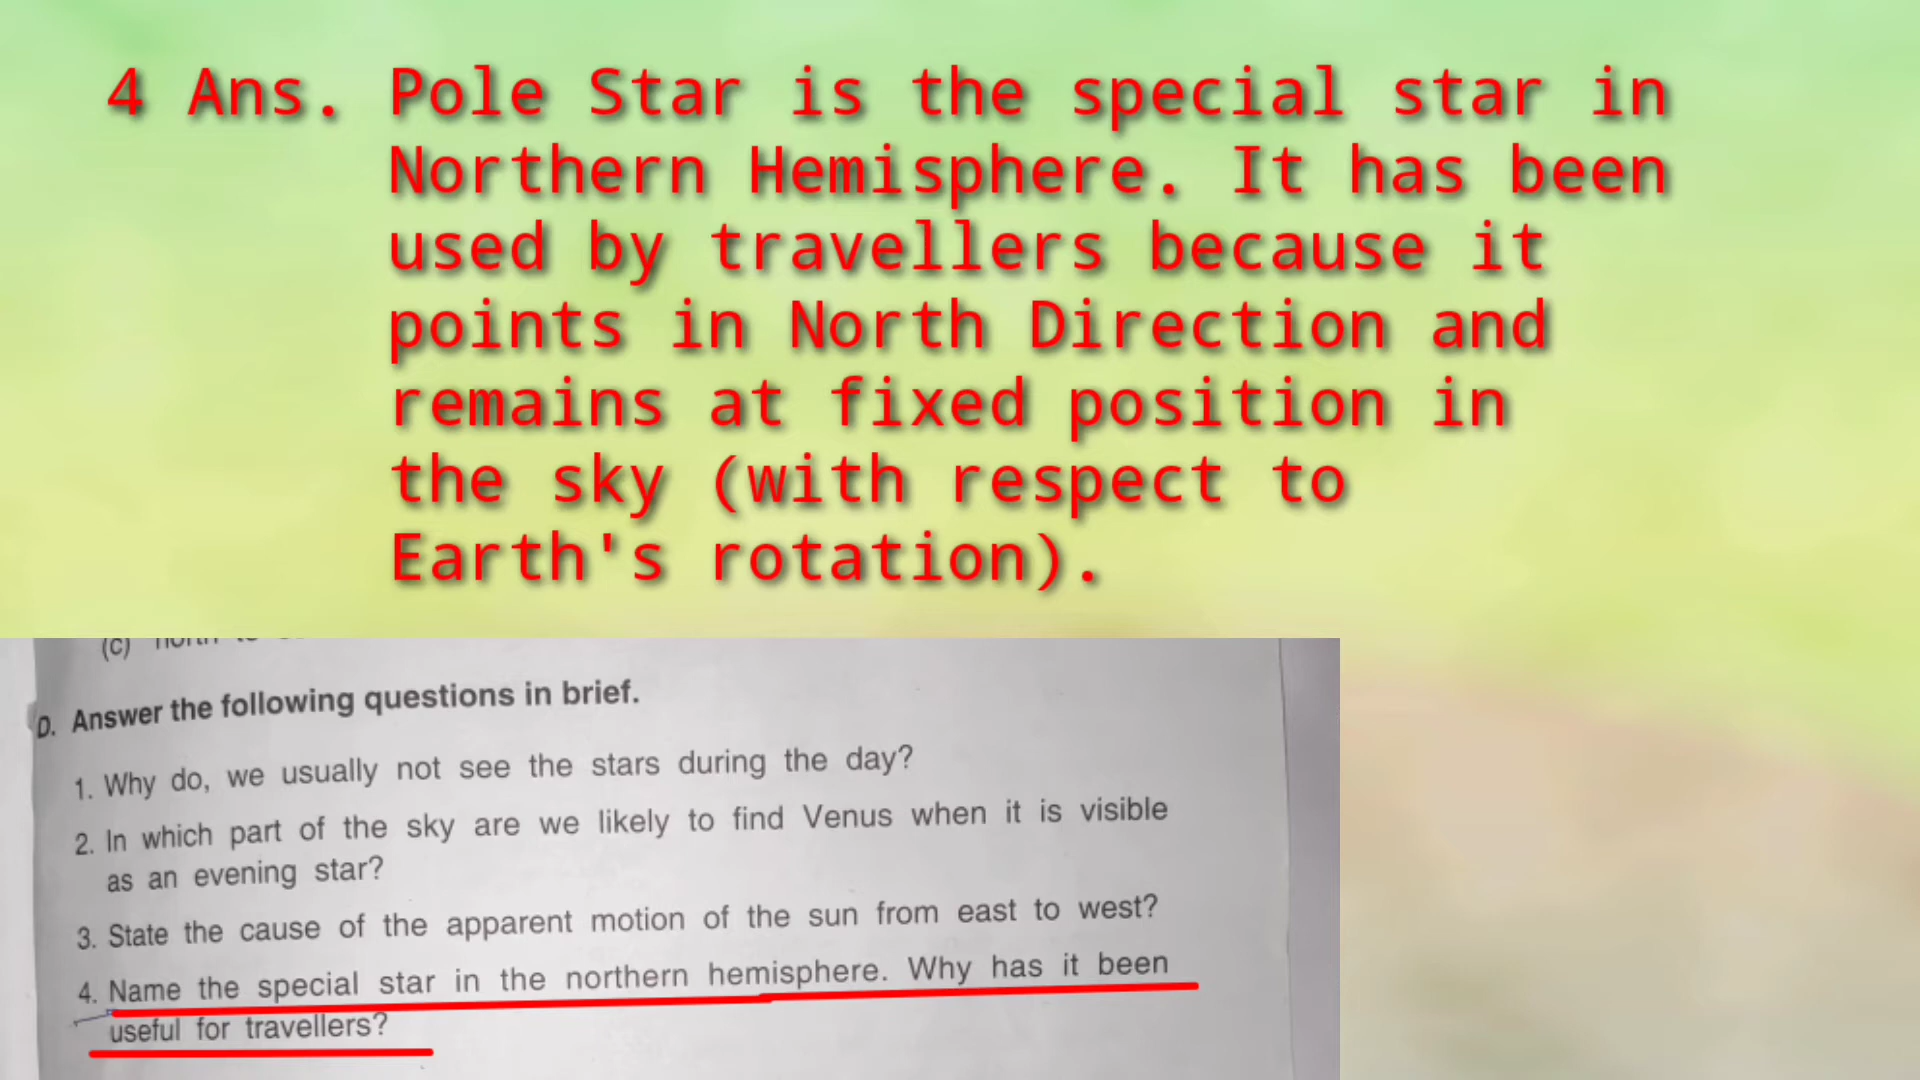 4 Ans. Pole Star is the special star in
Northern Hemisphere. It has been
used by travellers because it
points in North Direction and
remains at fixed position in
the sky (with respect to
Earth's rotation).
(c) north to
D. Answer the following questions in brief.
1. Why do, we usually not see the stars during the day?
2. In which part of the sky are we likely to find Venus when it is visible
as an evening star?
3. State the cause of the apparent motion of the sun from east to west?
4. Name the special star in the northern hemisphere. Why has it been
useful for travellers?